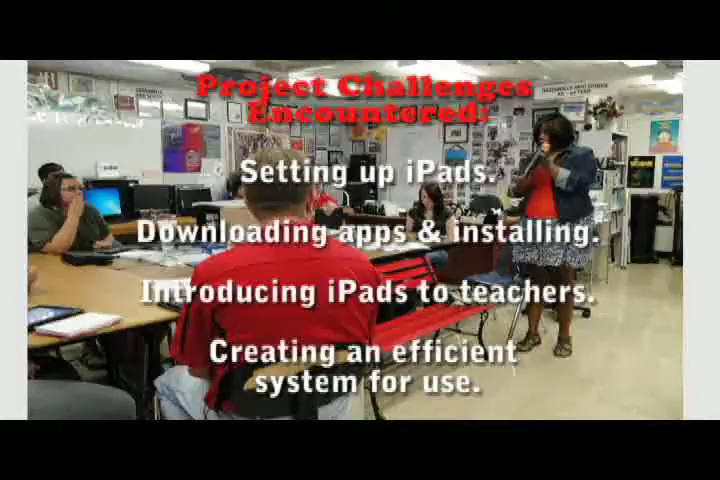 Project Challenges
Encountered:
Setting up iPads.
Downloading apps & installing.
Introducing iPads to teachers.
Creating an efficient
system for use.